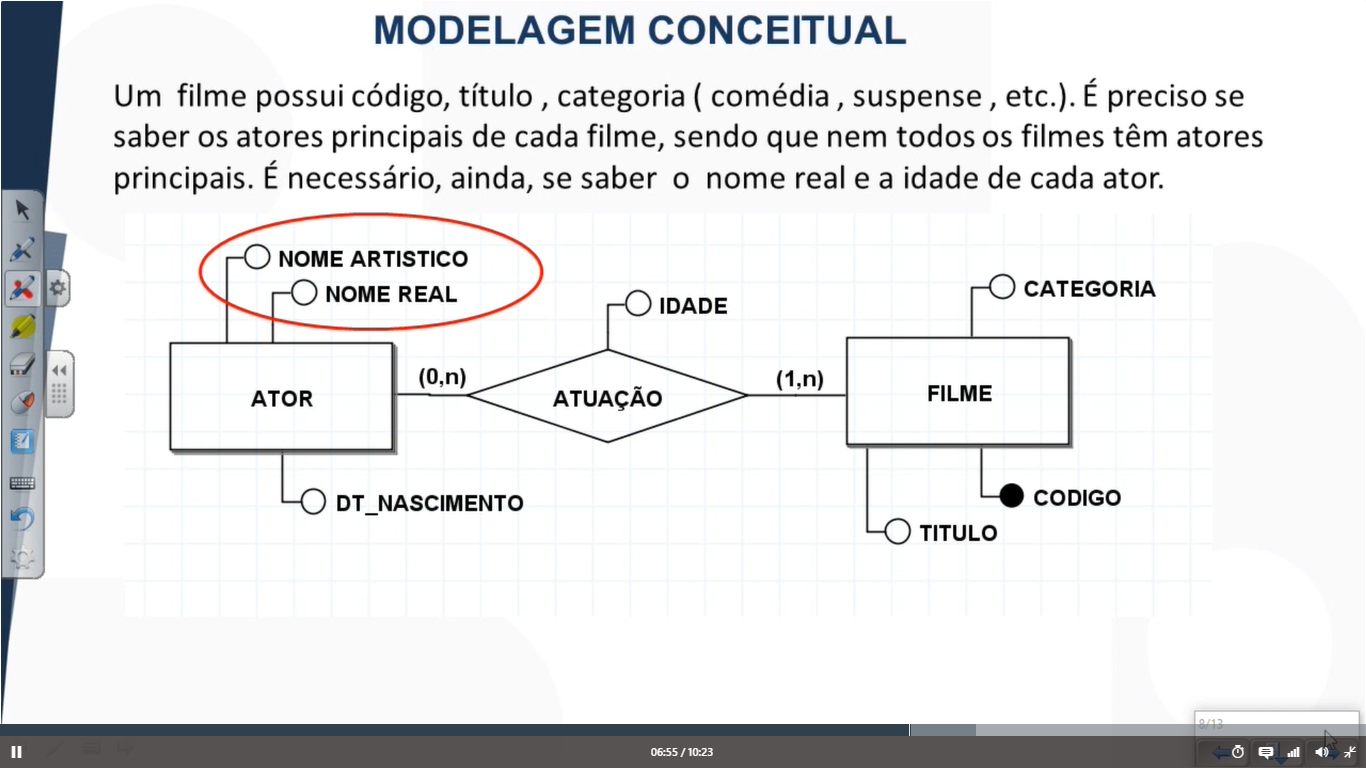 MODELAGEM CONCEITUAL
Um filme possui código, título , categoria ( comédia , suspense , etc.). É preciso se
saber os atores principais de cada filme, sendo que nem todos os filmes têm atores
principais. É necessário, ainda, se saber o nome real e a idade de cada ator.
NOME ARTISTICO
NOME REAL
IDADE
CATEGORIA
(0,n)
(1,n)
ATOR
ATUAÇÃO
FILME
DT_NASCIMENTO
CODIGO
TITULO
8/13
06:55 / 10:23